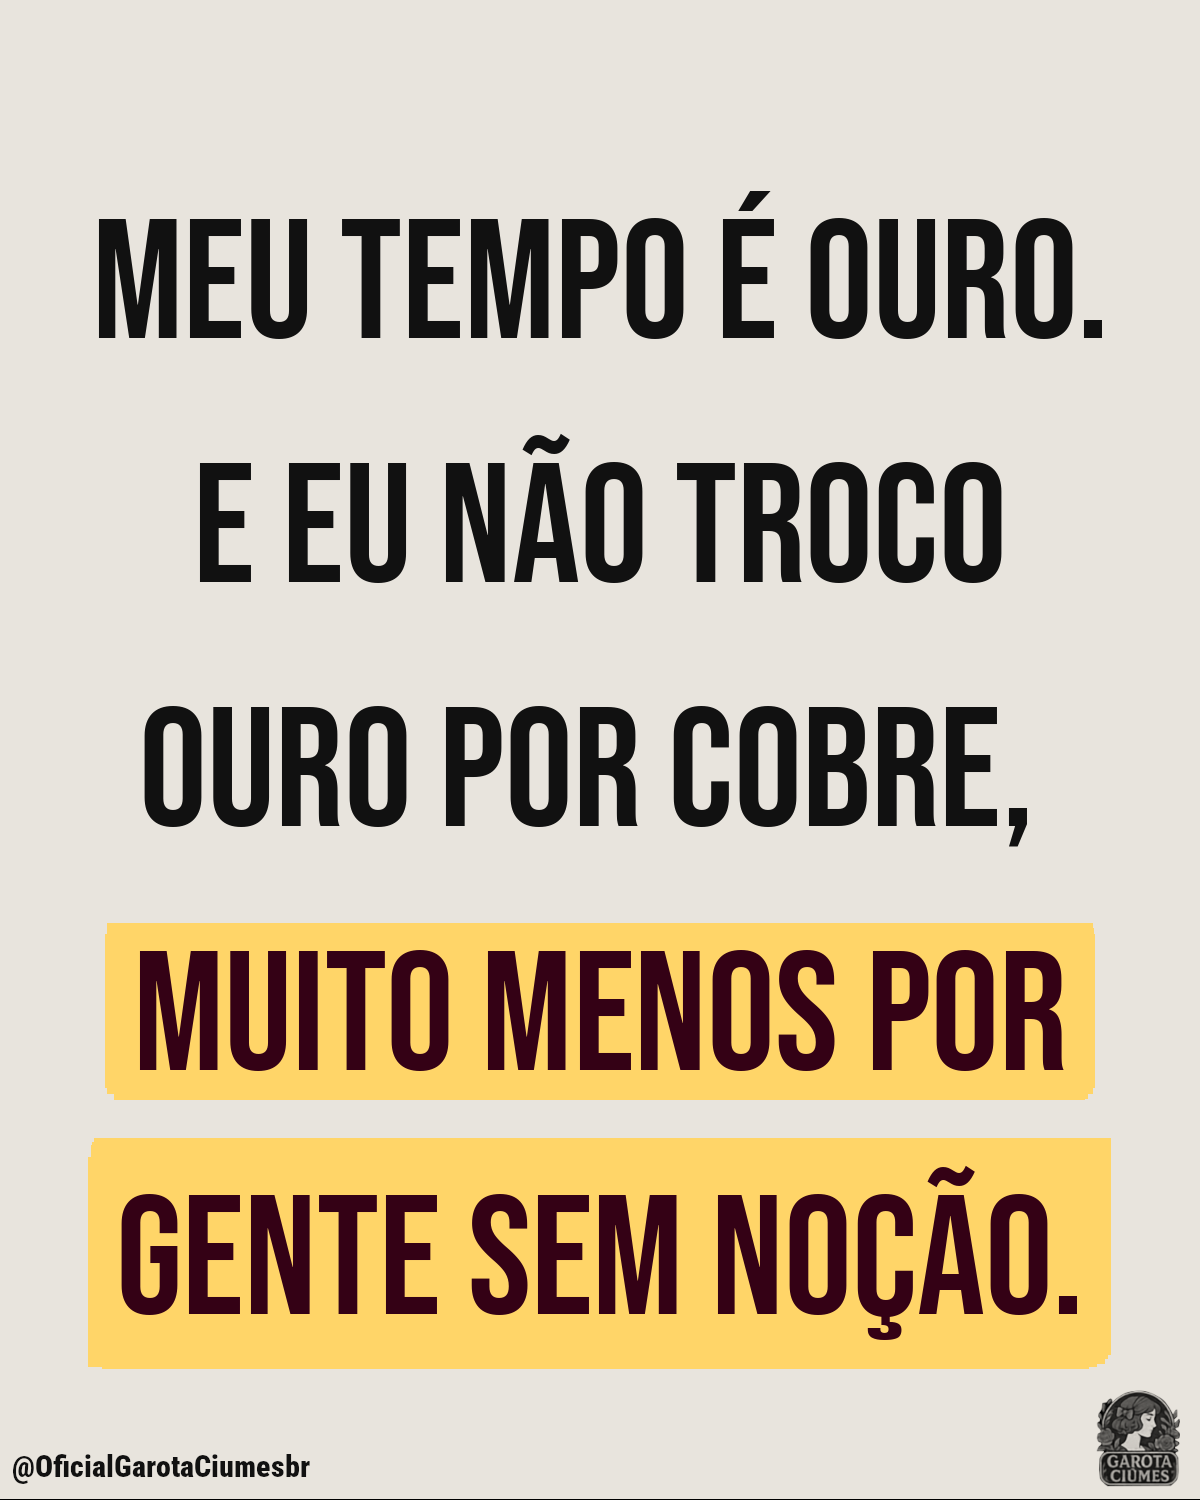 MEU TEMPO É OURO.
E EU NÃO TROCO
OURO POR COBRE,
MUITO MENOS POR
GENTE SEM NOÇÃO.
@OficialGarotaCiumesbr
GAROTA
CIÚMES